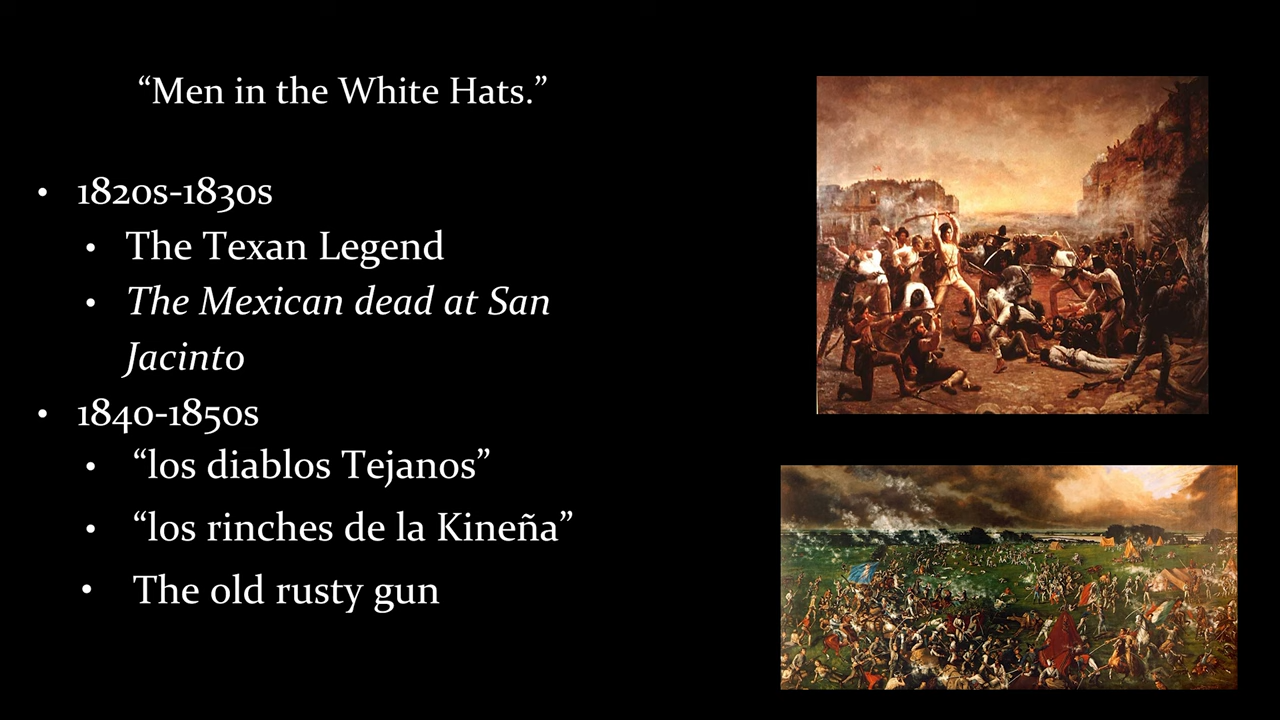 “Men in the White Hats.”
• 1820s-1830s
• The Texan Legend
• The Mexican dead at San
Jacinto
• 1840-1850s
• “los diablos Tejanos”
• “los rinches de la Kineña”
• The old rusty gun